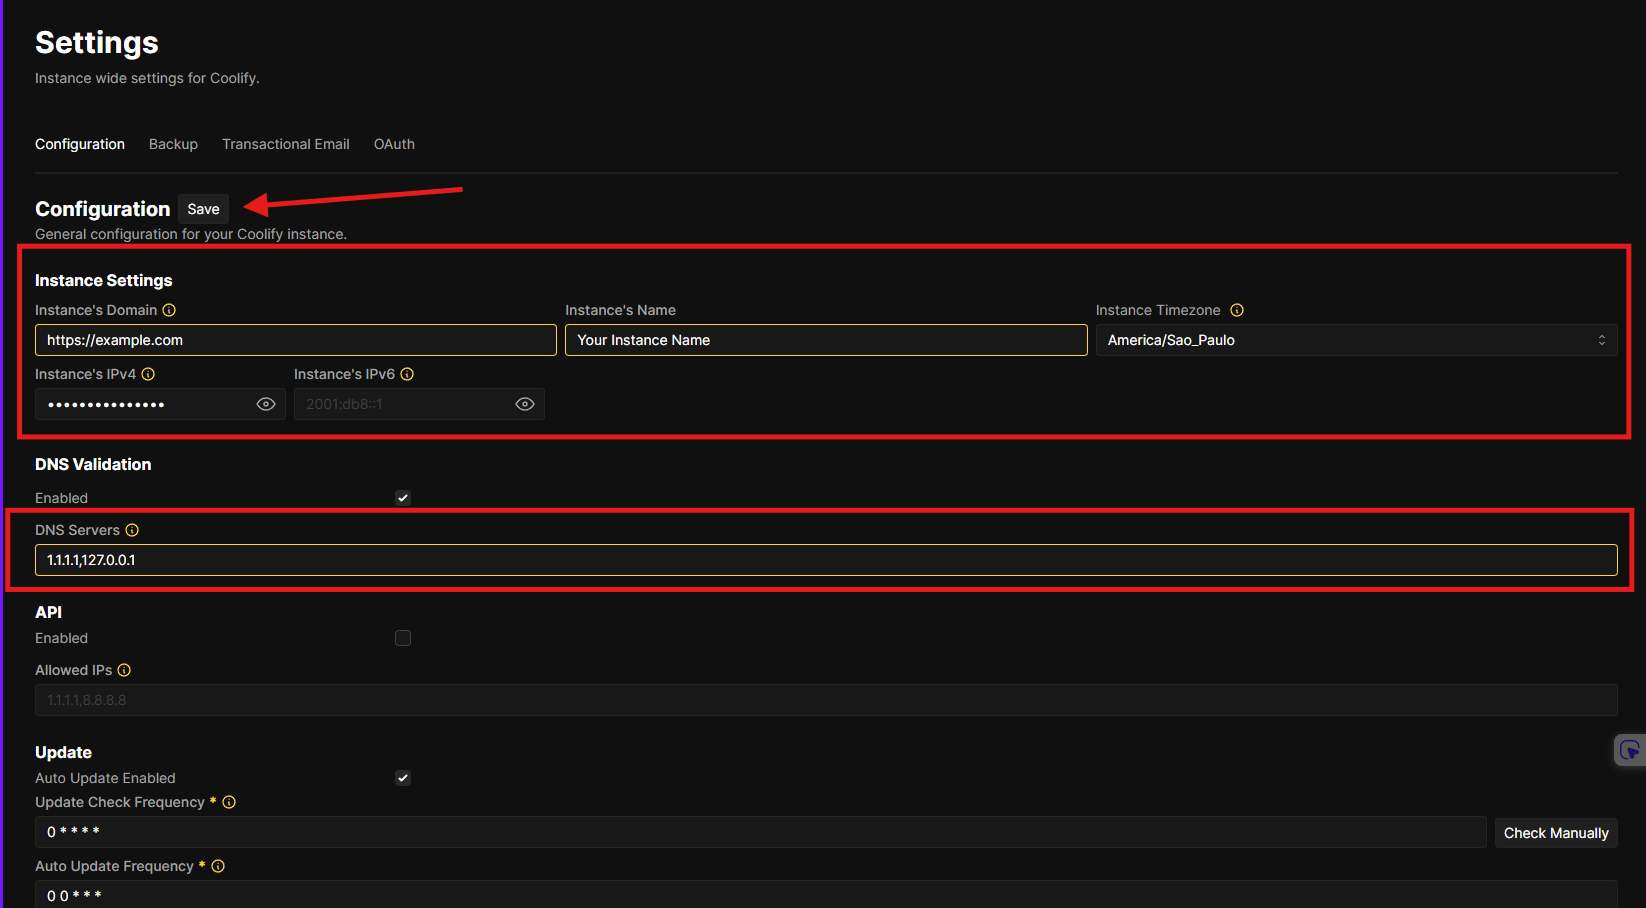 Settings
Instance wide settings for Coolify.
Configuration Backup Transactional Email OAuth
Configuration Save
General configuration for your Coolify instance.
Instance Settings
Instance's Domain Instance's Name Instance Timezone
https://example.com Your Instance Name America/Sao_Paulo
Instance's IPv4 Instance's IPv6
••••••••••••••• 2001:db8::1
DNS Validation
Enabled
DNS Servers
1.1.1.1,127.0.0.1
API
Enabled
Allowed IPs
1.1.1.1,8.8.8.8
Update
Auto Update Enabled
Update Check Frequency *
0 * * * * Check Manually
Auto Update Frequency *
0 0 * * *